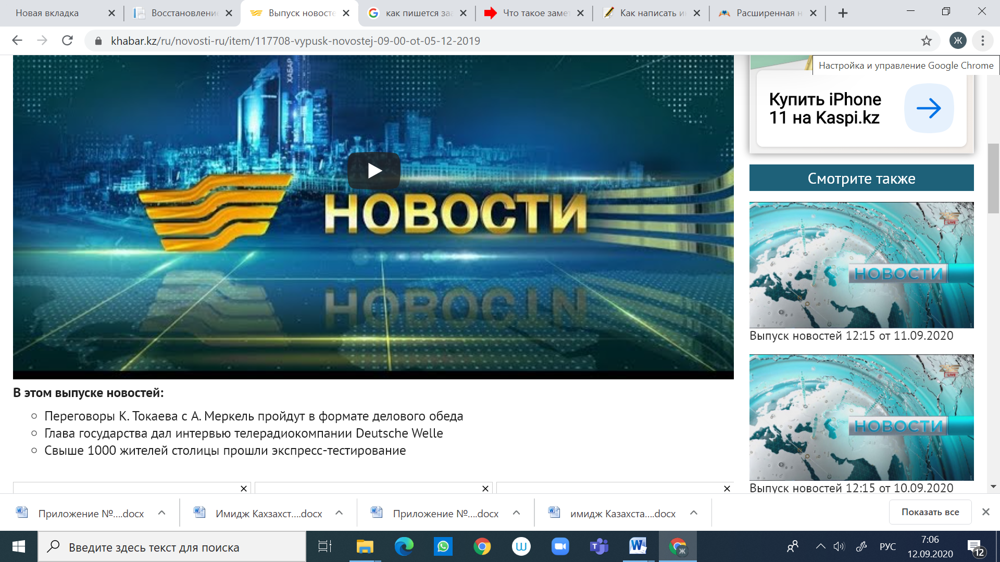 Новая вкладка
Восстановление
Выпуск новосте
как пишется заа
Что такое замет
Как написать и
Расширенная н
khabar.kz/ru/novosti-ru/item/117708-vypusk-novostej-09-00-ot-05-12-2019
Ж
Настройка и управление Google Chrome
ХАБАР
НОВОСТИ
Купить iPhone
11 на Kaspi.kz
Смотрите также
LIVE
НОВОСТИ
Выпуск новостей 12:15 от 11.09.2020
LIVE
НОВОСТИ
Выпуск новостей 12:15 от 10.09.2020
В этом выпуске новостей:
Переговоры К. Токаева с А. Меркель пройдут в формате делового обеда
Глава государства дал интервью телерадиокомпании Deutsche Welle
Свыше 1000 жителей столицы прошли экспресс-тестирование
Приложение №....docx
Имидж Кахзахст....docx
Приложение №....docx
имидж Казахста....docx
Показать все
Введите здесь текст для поиска
РУС
7:06
12.09.2020
12